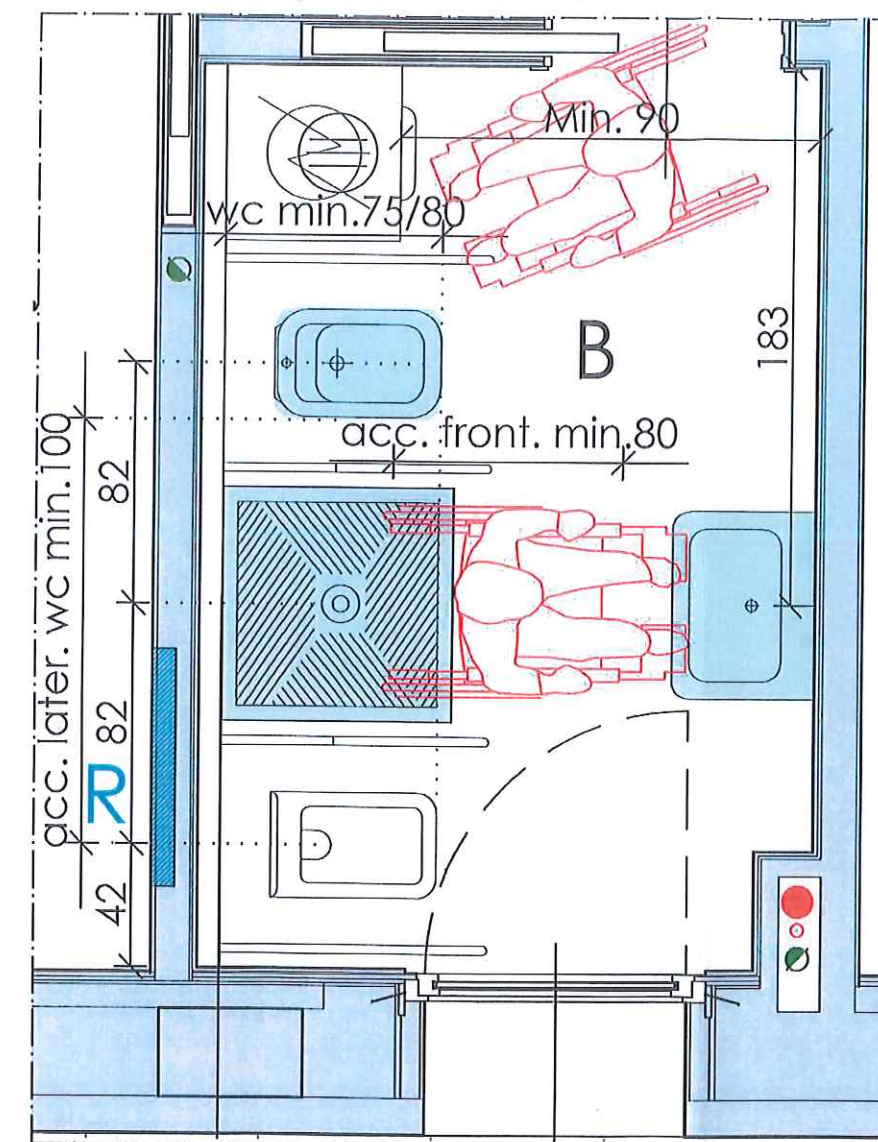 Min. 90
wc min.75/80
B
183
acc. front. min.80
82
acc. later. wc min.100
82
R
42